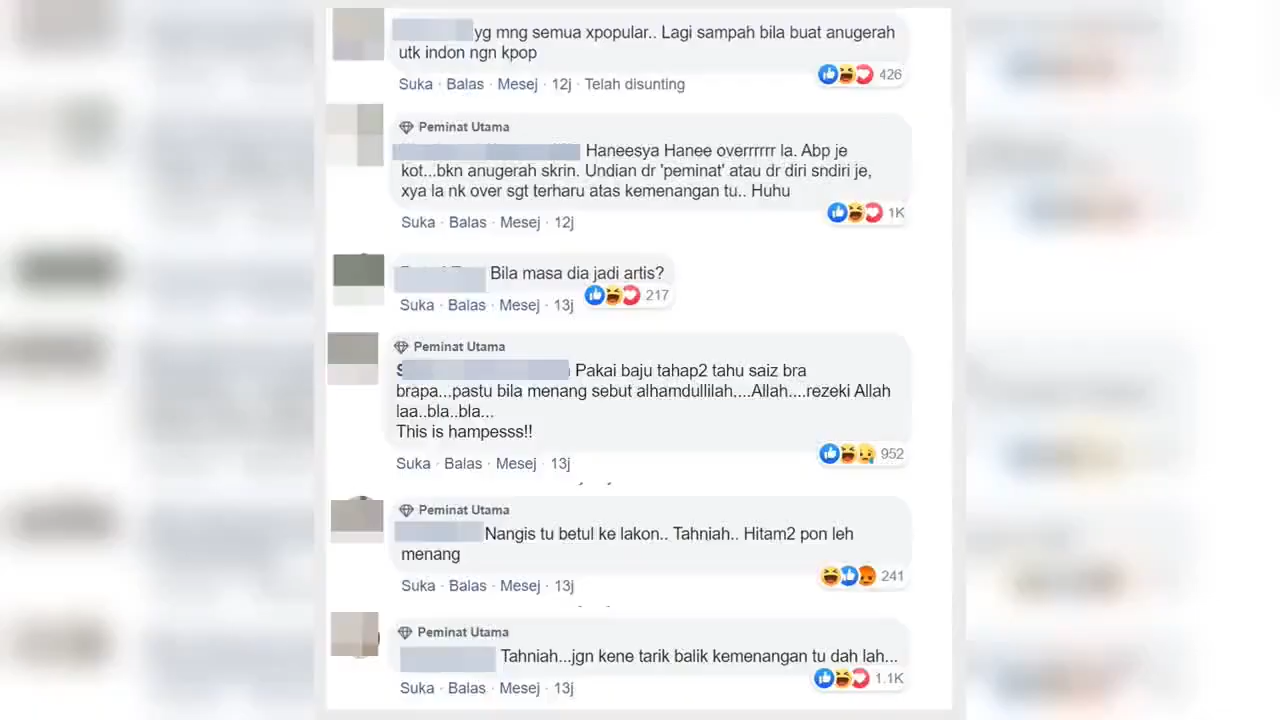 yg mng semua xpopular.. Lagi sampah bila buat anugerah
utk indon ngn kpop
426
Suka · Balas · Mesej · 12j · Telah disunting
Peminat Utama
Haneesya Hanee overrrrrr la. Abp je
kot...bkn anugerah skrin. Undian dr 'peminat' atau dr diri sndiri je,
xya la nk over sgt terharu atas kemenangan tu.. Huhu
1K
Suka · Balas · Mesej · 12j
Bila masa dia jadi artis?
217
Suka · Balas · Mesej · 13j
Peminat Utama
Pakai baju tahap2 tahu saiz bra
brapa...pastu bila menang sebut alhamdullilah,...Allah....rezeki Allah
laa..bla..bla...
This is hampesss!!
952
Suka · Balas · Mesej · 13j
Peminat Utama
Nangis tu betul ke lakon.. Tahniah.. Hitam2 pon leh
menang
241
Suka · Balas · Mesej · 13j
Peminat Utama
Tahniah...jgn kene tarik balik kemenangan tu dah lah...
1.1K
Suka · Balas · Mesej · 13j